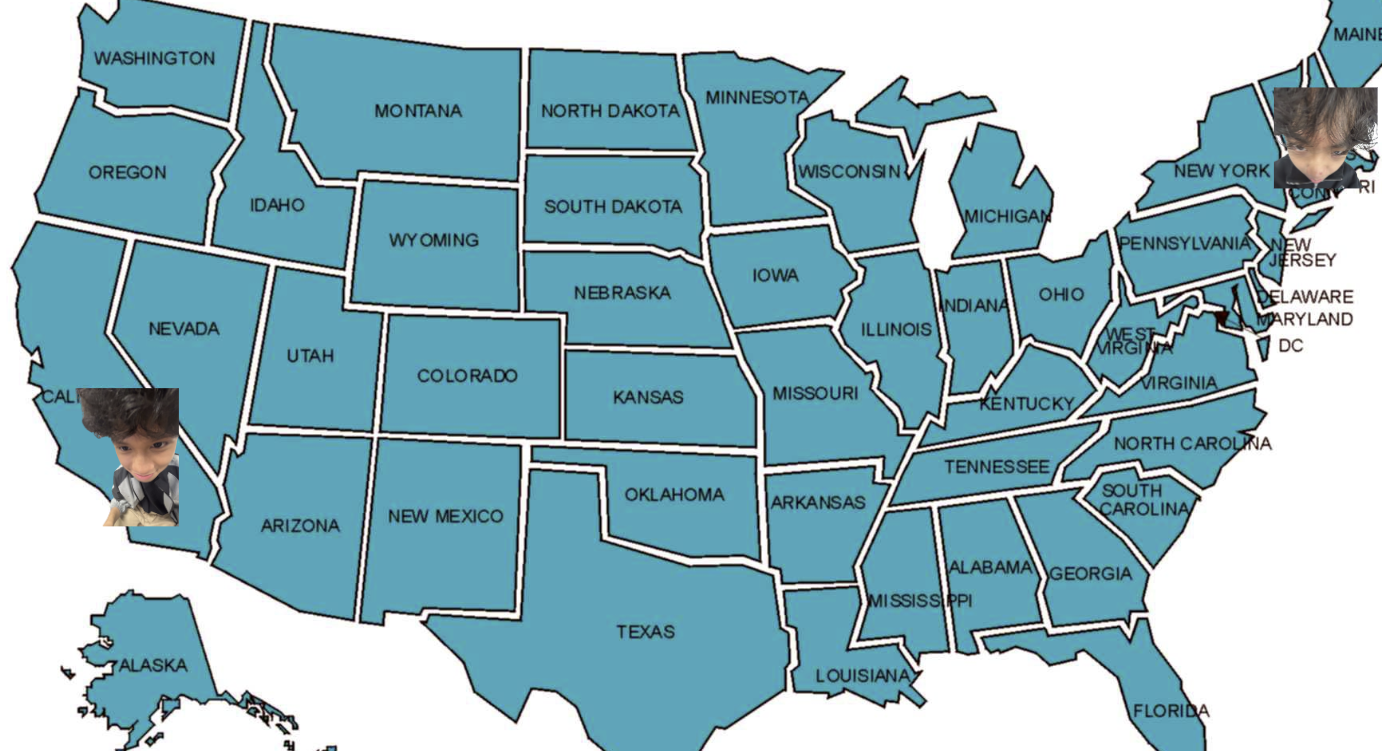 MAINE
WASHINGTON
MONTANA
NORTH DAKOTA
MINNESOTA
OREGON
IDAHO
WISCONSIN
NEW YORK
CON
RI
SOUTH DAKOTA
MICHIGAN
WYOMING
PENNSYLVANIA
NEW
JERSEY
IOWA
NEBRASKA
OHIO
INDIANA
DELAWARE
MARYLAND
NEVADA
ILLINOIS
WEST
VIRGINIA
DC
UTAH
COLORADO
VIRGINIA
CALI
KANSAS
MISSOURI
KENTUCKY
NORTH CAROLINA
TENNESSEE
OKLAHOMA
ARKANSAS
SOUTH
CAROLINA
ARIZONA
NEW MEXICO
ALABAMA
GEORGIA
MISSISSIPPI
TEXAS
ALASKA
LOUISIANA
FLORIDA